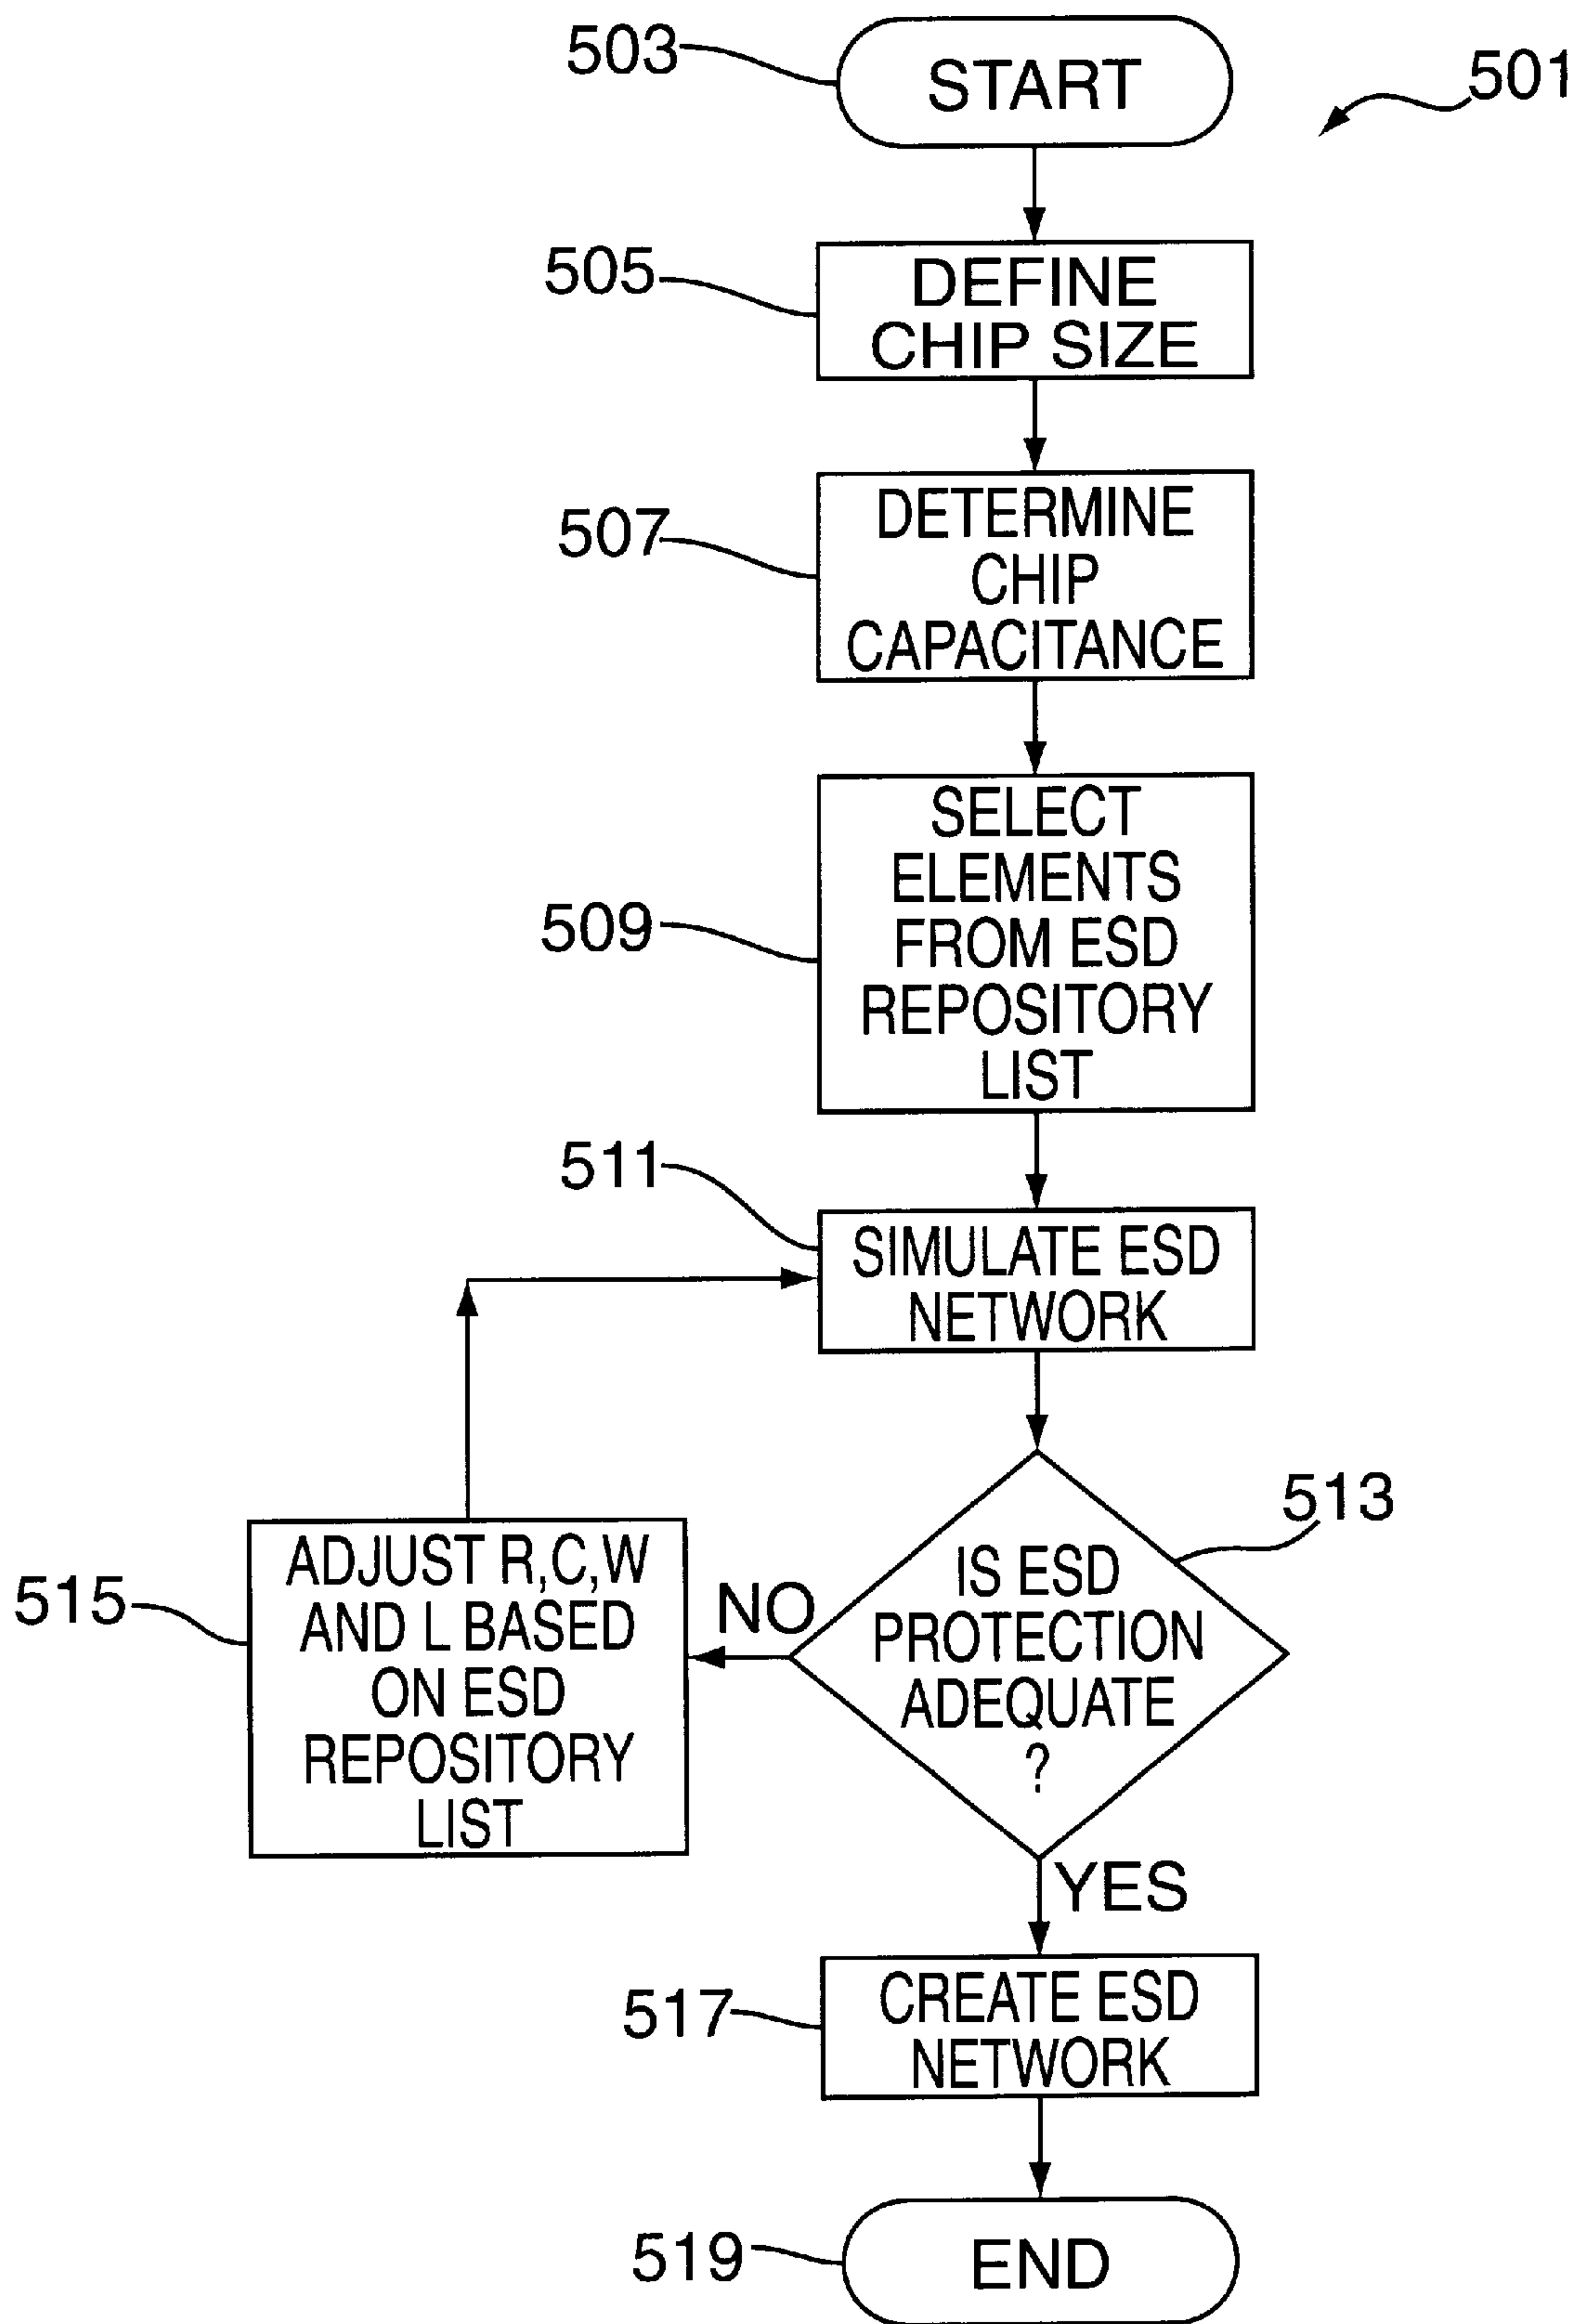 503
START
501
505
DEFINE
CHIP SIZE
507
DETERMINE
CHIP
CAPACITANCE
509
SELECT
ELEMENTS
FROM ESD
REPOSITORY
LIST
511
SIMULATE ESD
NETWORK
513
IS ESD
PROTECTION
ADEQUATE
?
NO
515
ADJUST R,C,W
AND L BASED
ON ESD
REPOSITORY
LIST
YES
517
CREATE ESD
NETWORK
519
END